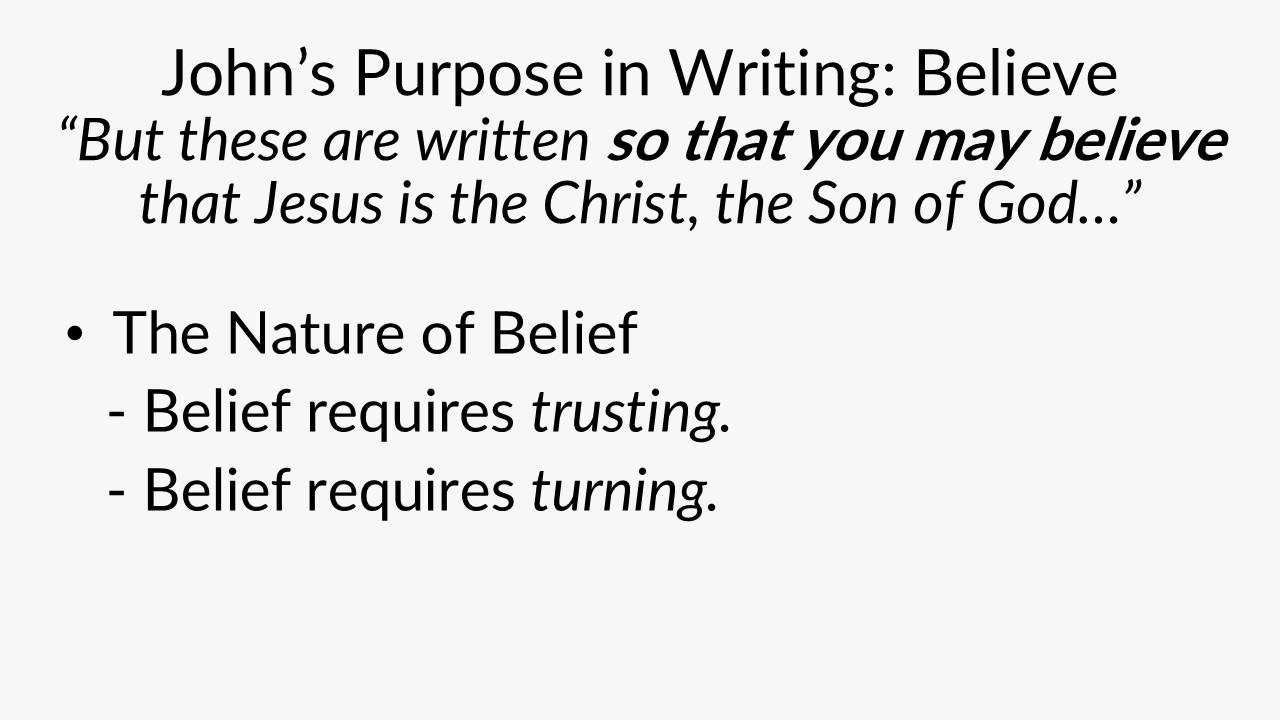 John’s Purpose in Writing: Believe
“But these are written so that you may believe
that Jesus is the Christ, the Son of God…”
• The Nature of Belief
- Belief requires trusting.
- Belief requires turning.